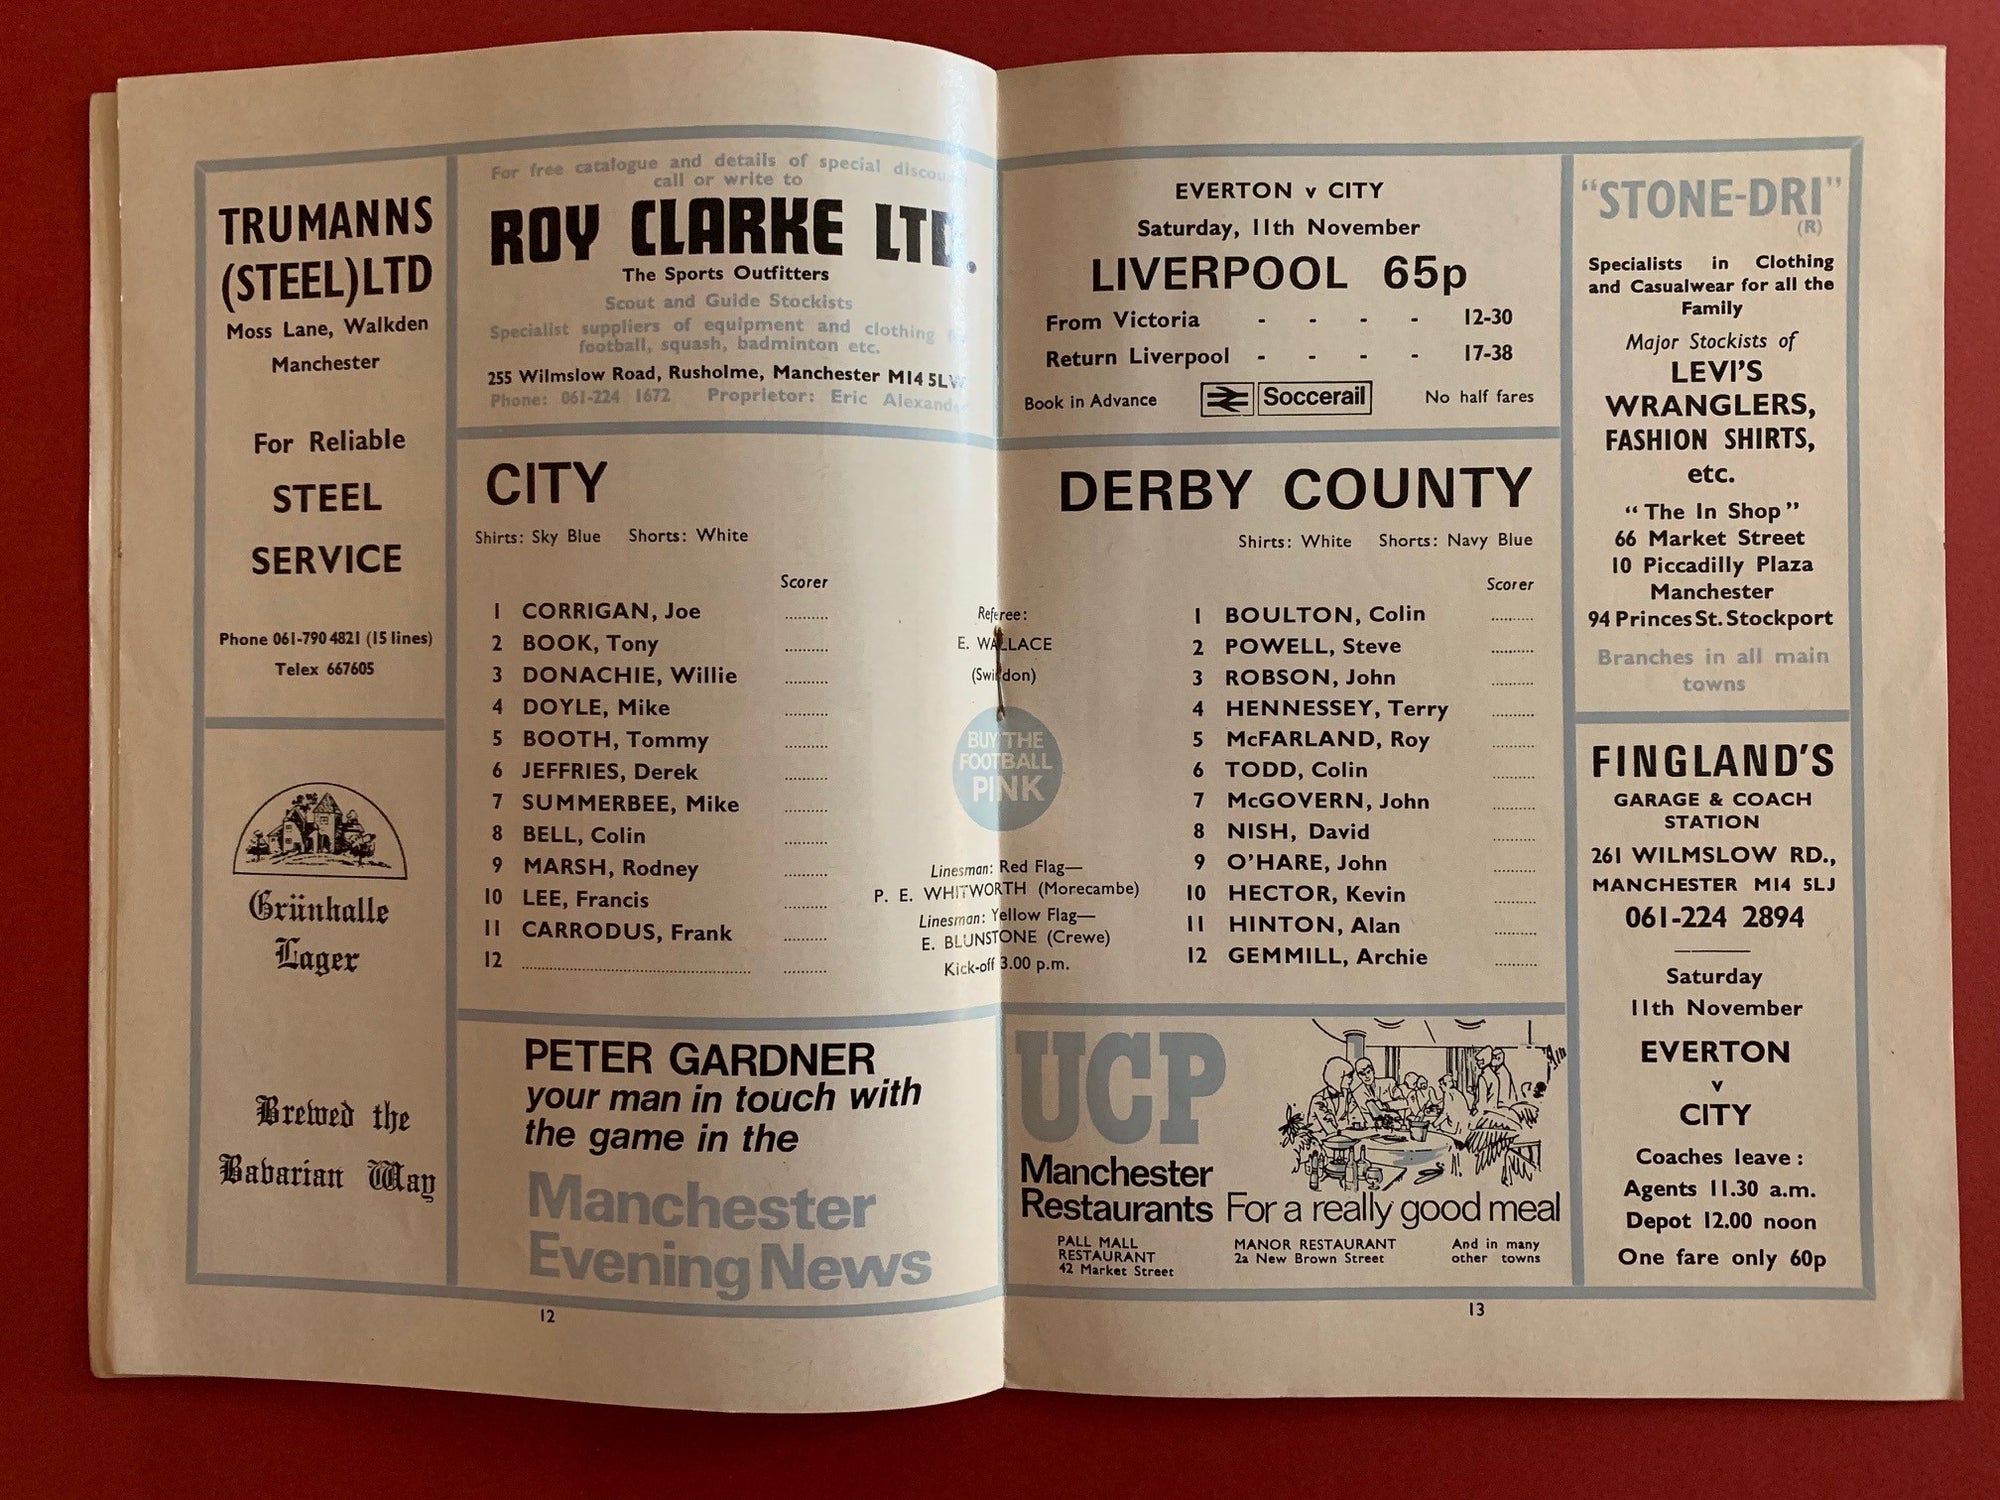 TRUMANNS
(STEEL) LTD
Moss Lane, Walkden
Manchester
For Reliable
STEEL
SERVICE
Phone 061-790 4821 (15 lines)
Telex 667605
Grünhalle
Lager
Brewed the
Bavarian Way
For free catalogue and details of special
call or write to
ROY CLARKE LTD.
The Sports Outfitters
Scout and Guide Stockists
Specialist suppliers of equipment and clothing
football, squash, badminton etc.
255 Wilmslow Road, Rusholme, Manchester M14 5LW
Phone: 061-224 1672 Proprietor: Eric
CITY
Shirts: Sky Blue Shorts: White
Scorer
1 CORRIGAN, Joe ..........
2 BOOK, Tony ..........
3 DONACHIE, Willie ..........
4 DOYLE, Mike ..........
5 BOOTH, Tommy ..........
6 JEFFRIES, Derek ..........
7 SUMMERBEE, Mike ..........
8 BELL, Colin ..........
9 MARSH, Rodney ..........
10 LEE, Francis ..........
11 CARRODUS, Frank ..........
12 .................................................... ..........
Referee:
E. WALLACE
(Swindon)
BUY THE
FOOTBALL
PINK
Linesman: Red Flag—
P. E. WHITWORTH (Morecambe)
Linesman: Yellow Flag—
E. BLUNSTONE (Crewe)
Kick-off 3.00 p.m.
PETER GARDNER
your man in touch with
the game in the
Manchester
Evening News
12
EVERTON v CITY
Saturday, 11th November
LIVERPOOL 65p
From Victoria - - - - 12-30
Return Liverpool - - - - 17-38
Book in Advance Soccerail No half fares
DERBY COUNTY
Shirts: White Shorts: Navy Blue
Scorer
1 BOULTON, Colin ..........
2 POWELL, Steve ..........
3 ROBSON, John ..........
4 HENNESSEY, Terry ..........
5 McFARLAND, Roy ..........
6 TODD, Colin ..........
7 McGOVERN, John ..........
8 NISH, David ..........
9 O'HARE, John ..........
10 HECTOR, Kevin ..........
11 HINTON, Alan ..........
12 GEMMILL, Archie ..........
UCP
Manchester
Restaurants For a really good meal
PALL MALL
RESTAURANT
42 Market Street
MANOR RESTAURANT
2a New Brown Street
And in many
other towns
13
"STONE-DRI"
(R)
Specialists in Clothing
and Casualwear for all the
Family
Major Stockists of
LEVI'S
WRANGLERS,
FASHION SHIRTS,
etc.
"The In Shop"
66 Market Street
10 Piccadilly Plaza
Manchester
94 Princes St. Stockport
Branches in all main
towns
FINGLAND'S
GARAGE & COACH
STATION
261 WILMSLOW RD.,
MANCHESTER M14 5LJ
061-224 2894
Saturday
11th November
EVERTON
v
CITY
Coaches leave :
Agents 11.30 a.m.
Depot 12.00 noon
One fare only 60p